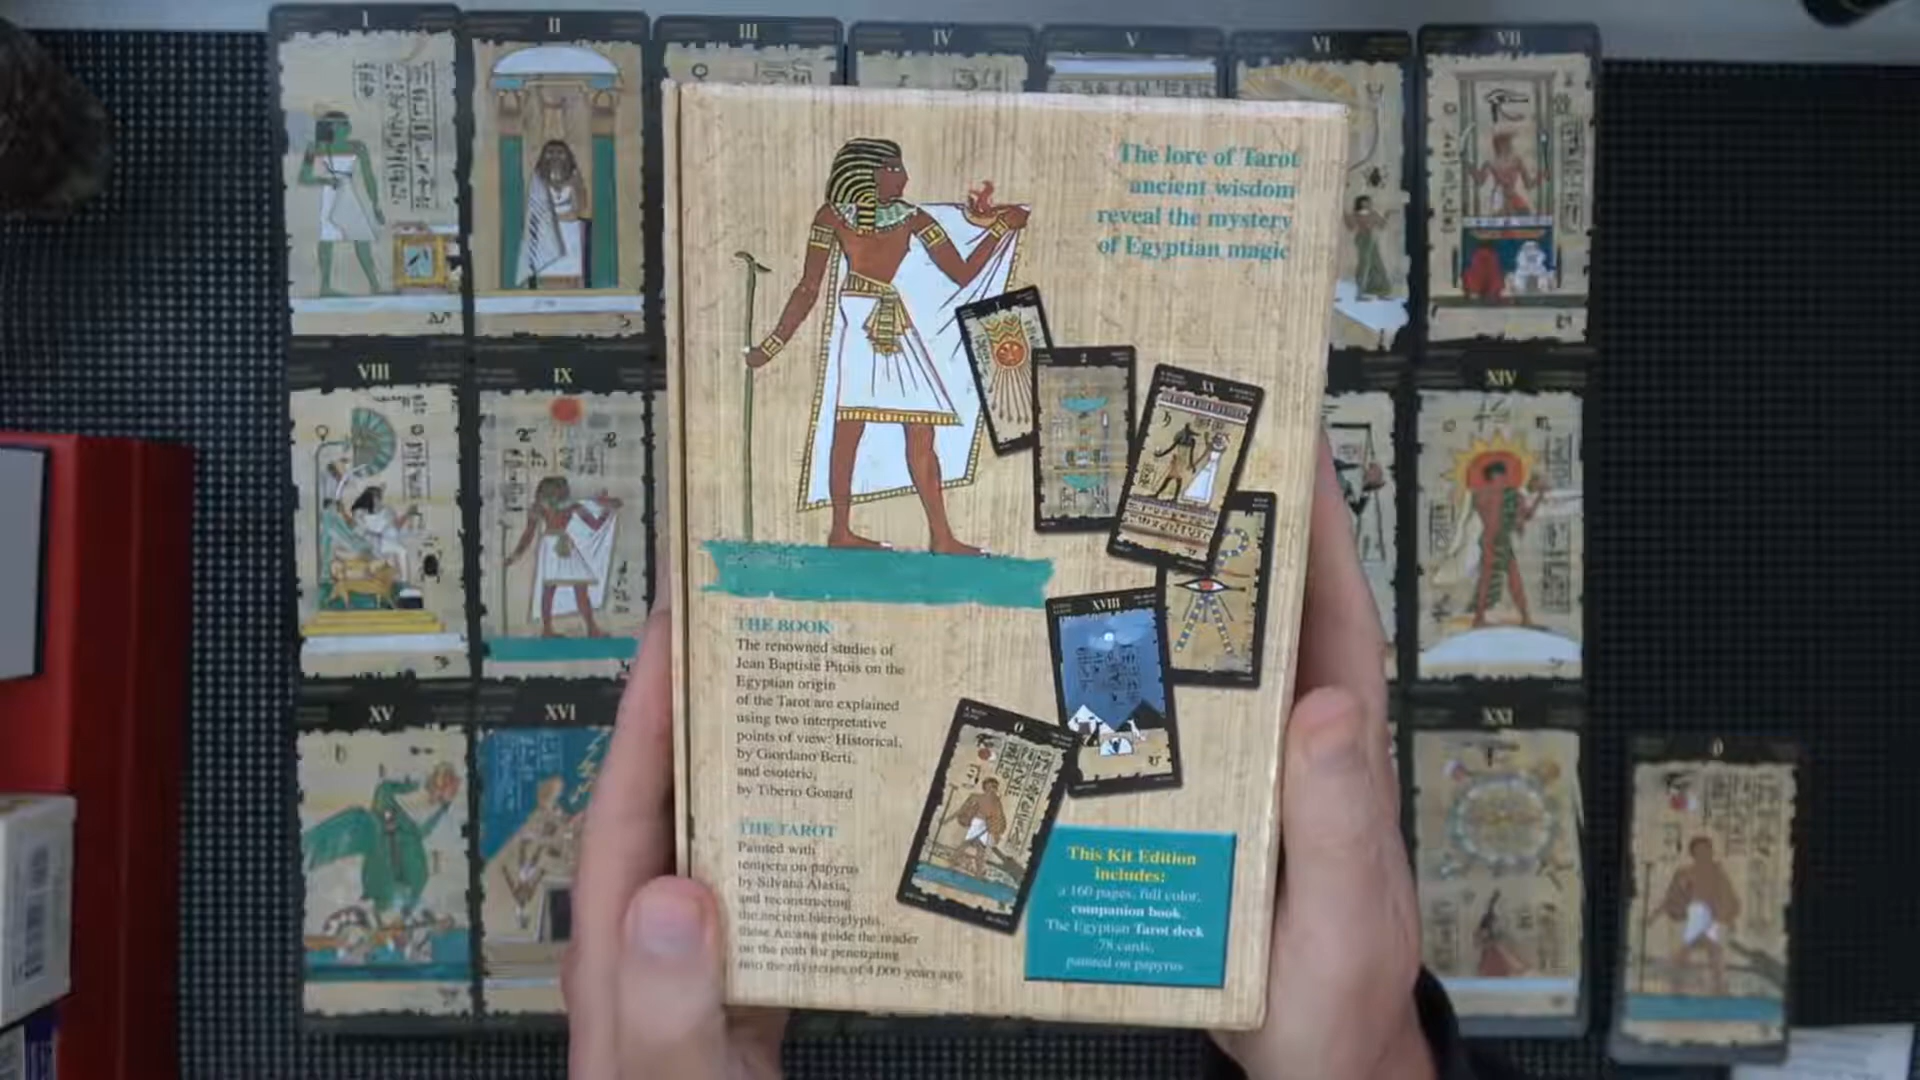 I
II
III
IV
V
VI
VII
The lore of Tarot
ancient wisdom
reveal the mystery
of Egyptian magic
VIII
IX
XIV
1
2
XX
XVIII
0
THE BOOK
The renowned studies of
Jean Baptiste Pitois on the
Egyptian origin
of the Tarot are explained
using two interpretative
points of view: Historical,
by Giordano Berti,
and esoteric,
by Tiberio Gonard
THE TAROT
Painted with
tempera on papyrus
by Silvana Alasia,
and reconstructing
the ancient hieroglyphs,
these Arcana guide the reader
on the path for penetrating
into the mysteries of 4,000 years ago
This Kit Edition
includes:
a 160 pages, full color,
companion book,
The Egyptian Tarot deck
78 cards,
painted on papyrus
XV
XVI
XXI
0